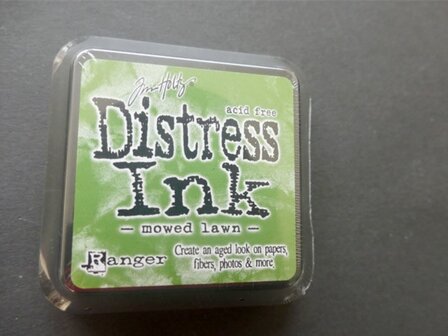 Tim Holtz
acid free
Distress
Ink
– mowed lawn –
Ranger
Create an aged look on papers,
fibers, photos & more.